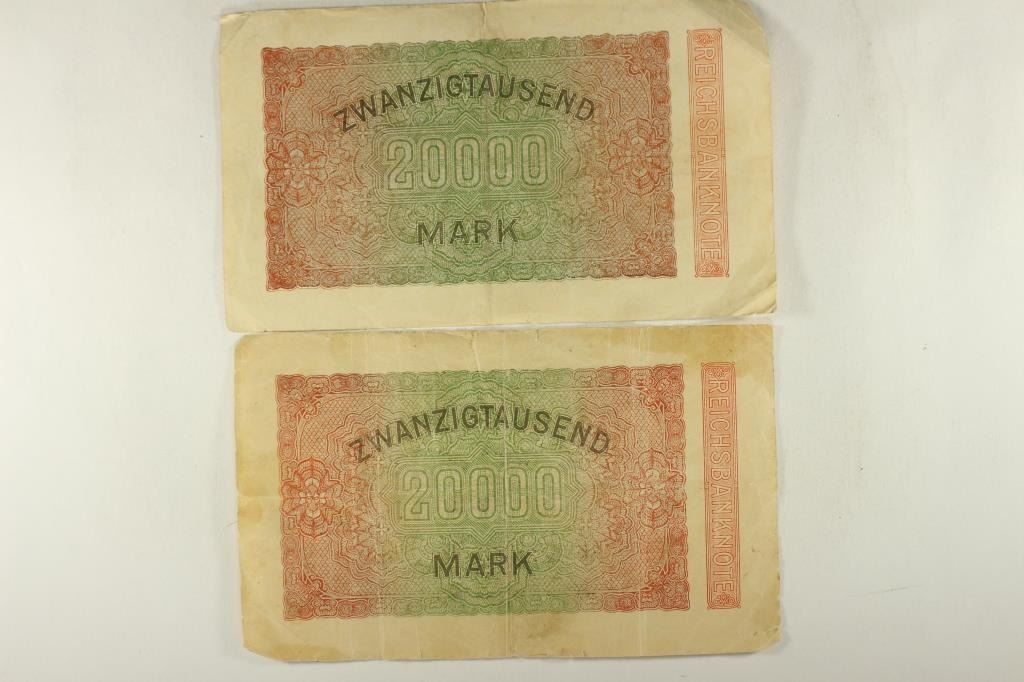 ZWANZIGTAUSEND
20000
MARK
REICHSBANKNOTE
ZWANZIGTAUSEND
20000
MARK
REICHSBANKNOTE